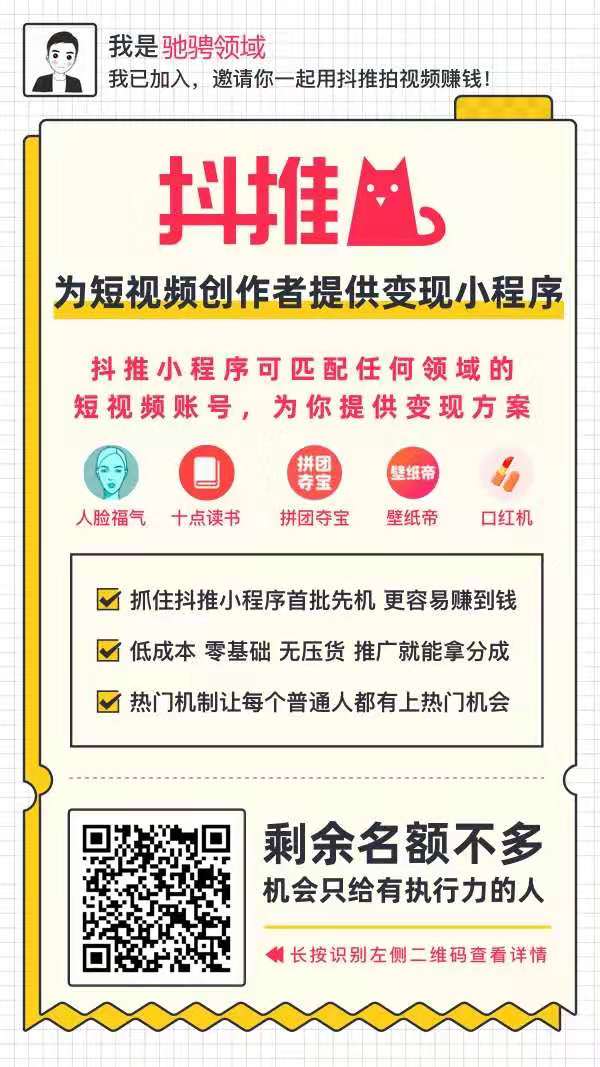 我是 驰骋领域
我已加入，邀请你一起用抖推拍视频赚钱！
抖推
为短视频创作者提供变现小程序
抖推小程序可匹配任何领域的
短视频账号，为你提供变现方案
拼团
夺宝
壁纸帝
人脸福气 十点读书 拼团夺宝 壁纸帝 口红机
抓住抖推小程序首批先机 更容易赚到钱
低成本 零基础 无压货 推广就能拿分成
热门机制让每个普通人都有上热门机会
剩余名额不多
机会只给有执行力的人
长按识别左侧二维码查看详情